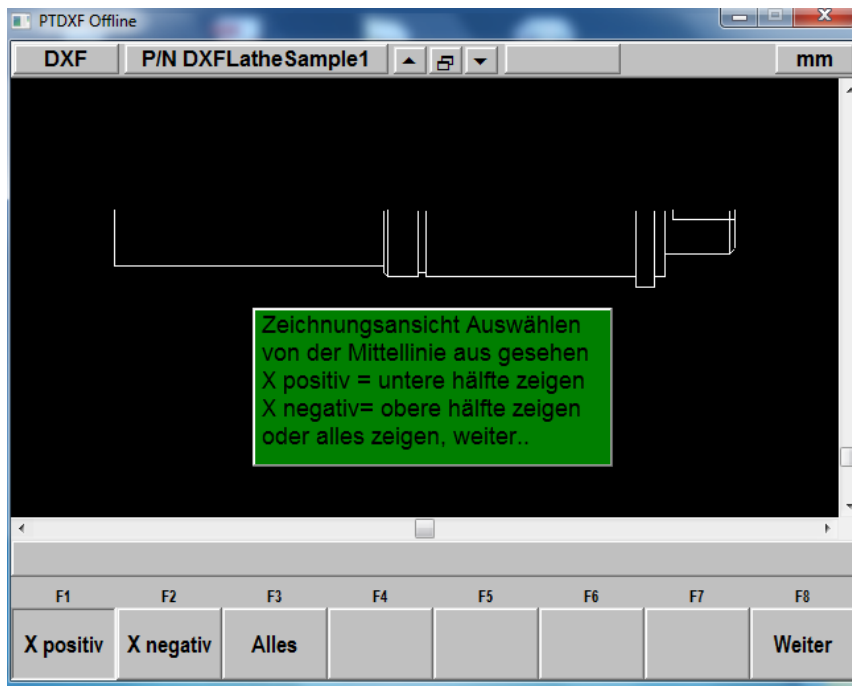 PTDXF Offline
DXF P/N DXFLatheSample1 mm
Zeichnungsansicht Auswählen
von der Mittellinie aus gesehen
X positiv = untere hälfte zeigen
X negativ= obere hälfte zeigen
oder alles zeigen, weiter..
F1 F2 F3 F4 F5 F6 F7 F8
X positiv X negativ Alles Weiter